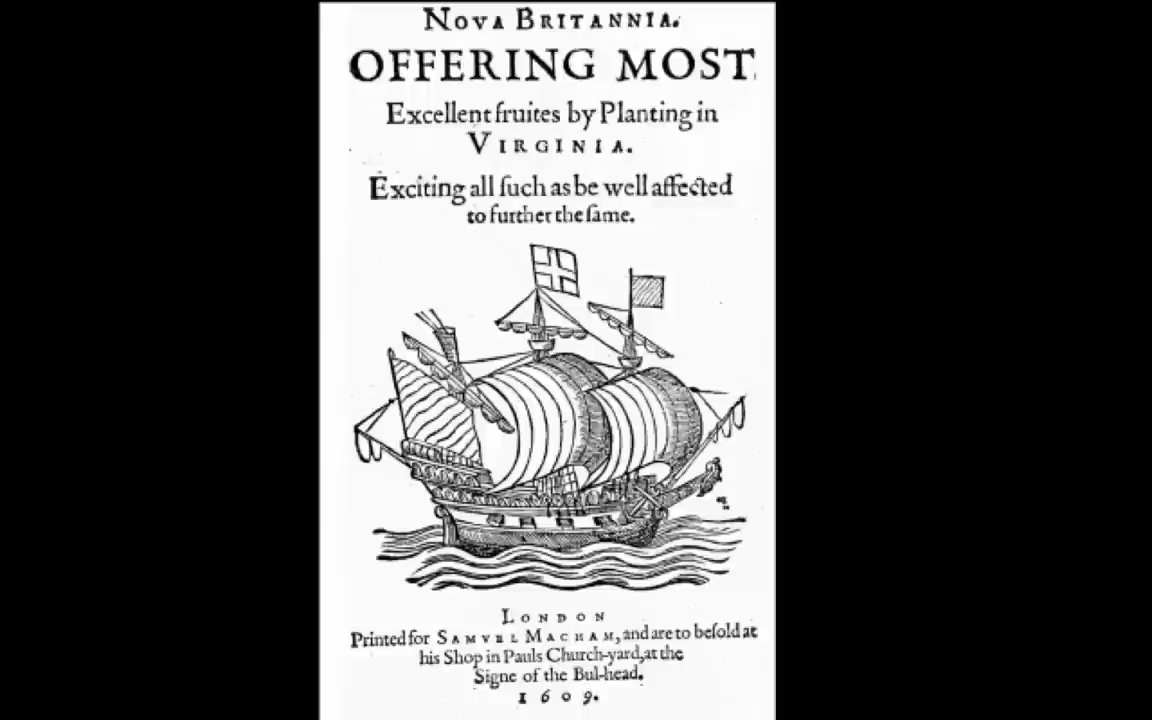 NOVA BRITANNIA.
OFFERING MOST
Excellent fruites by Planting in
VIRGINIA.
Exciting all ſuch as be well affected
to further the ſame.
LONDON
Printed for SAMVEL MACHAM, and are to beſold at
his Shop in Pauls Church-yard, at the
Signe of the Bul-head.
1609.